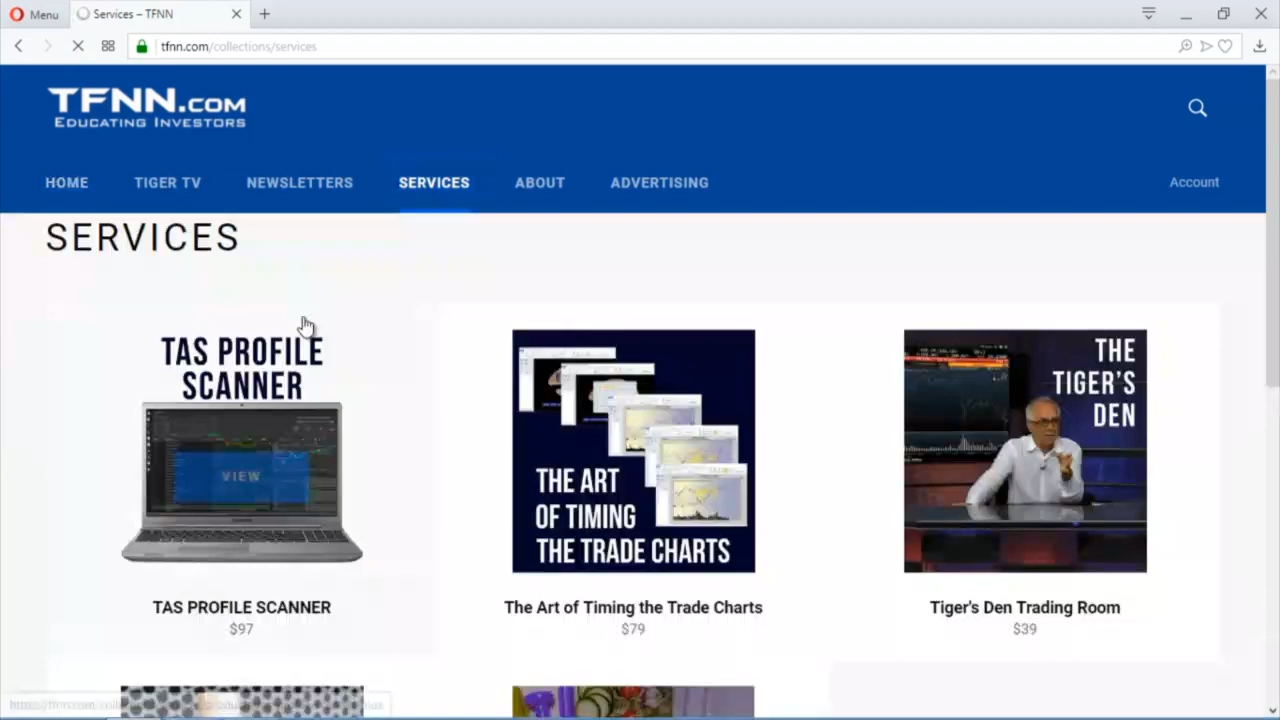 Menu
Services – TFNN
tfnn.com/collections/services
TFNN.COM
EDUCATING INVESTORS
HOME
TIGER TV
NEWSLETTERS
SERVICES
ABOUT
ADVERTISING
Account
SERVICES
TAS PROFILE
SCANNER
VIEW
TAS PROFILE SCANNER
$97
THE ART
OF TIMING
THE TRADE CHARTS
The Art of Timing the Trade Charts
$79
THE
TIGER'S
DEN
Tiger's Den Trading Room
$39